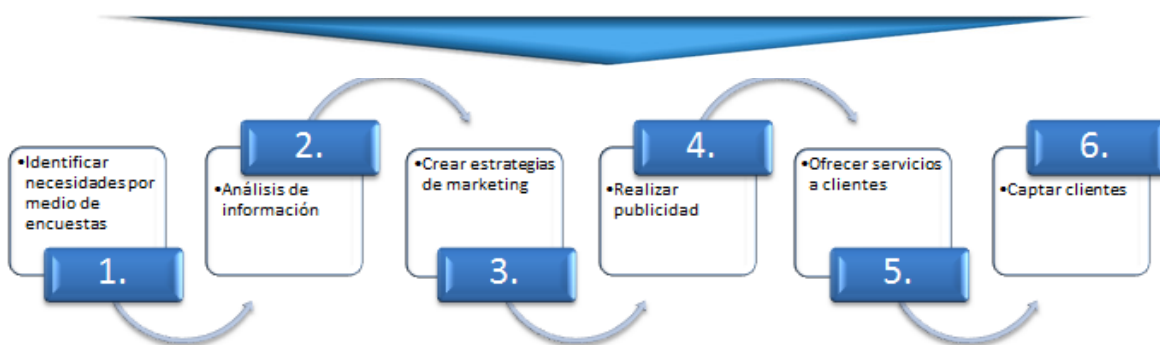 •Identificar
necesidades por
medio de
encuestas
1.
2.
•Análisis de
información
•Crear estrategias
de marketing
3.
4.
•Realizar
publicidad
•Ofrecer servicios
a clientes
5.
6.
•Captar clientes